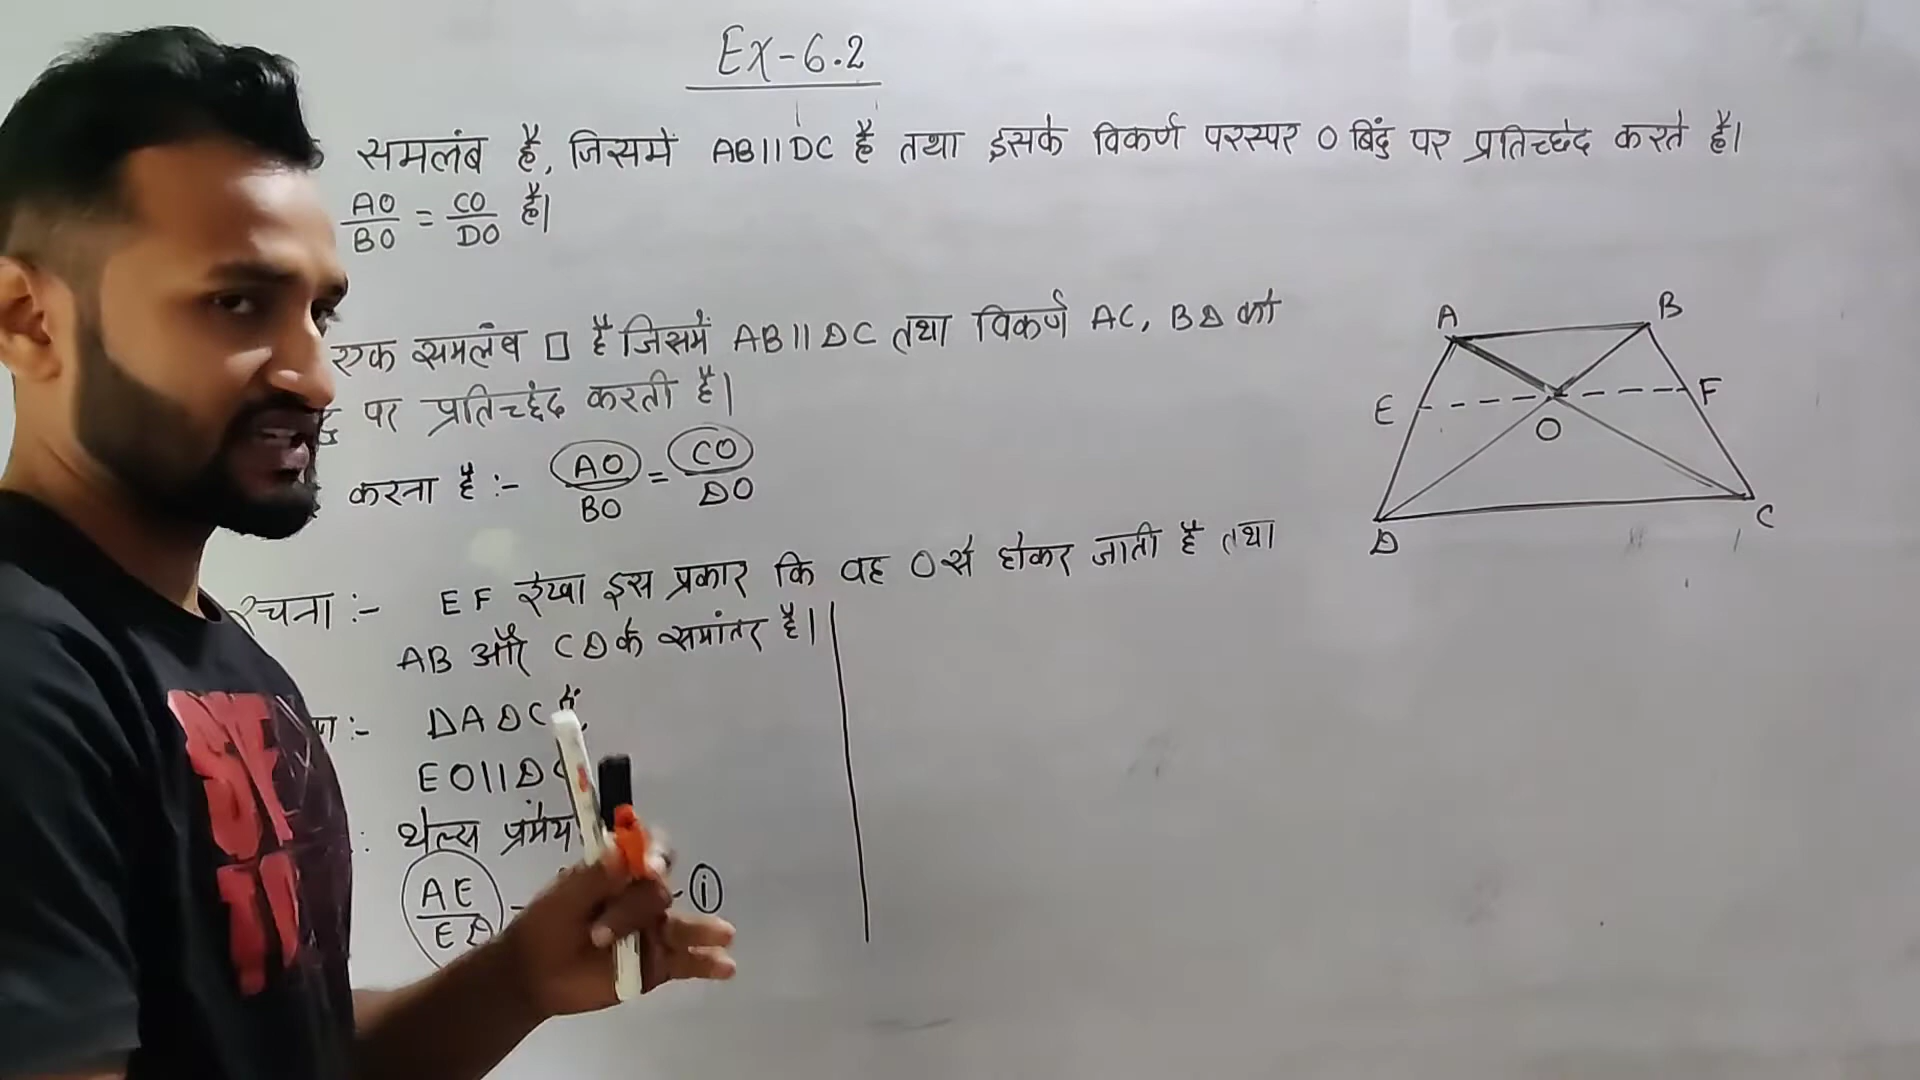 Ex-6.2
समलंब है, जिसमें AB||DC है तथा इसके विकर्ण परस्पर O बिंदु पर प्रतिच्छेद करते हैं।
AO/BO = CO/DO है।
एक समलंब □ है जिसमें AB||DC तथा विकर्ण AC, BD को
पर प्रतिच्छेद करती है।
करना है :- AO/BO = CO/DO
रचना :- EF रेखा इस प्रकार कि वह O से होकर जाती है तथा
AB और CD के समांतर है।
:- ΔADC में,
EO||DC
थेल्स प्रमेय
AE/ED - (i)
A
B
E
F
O
D
C